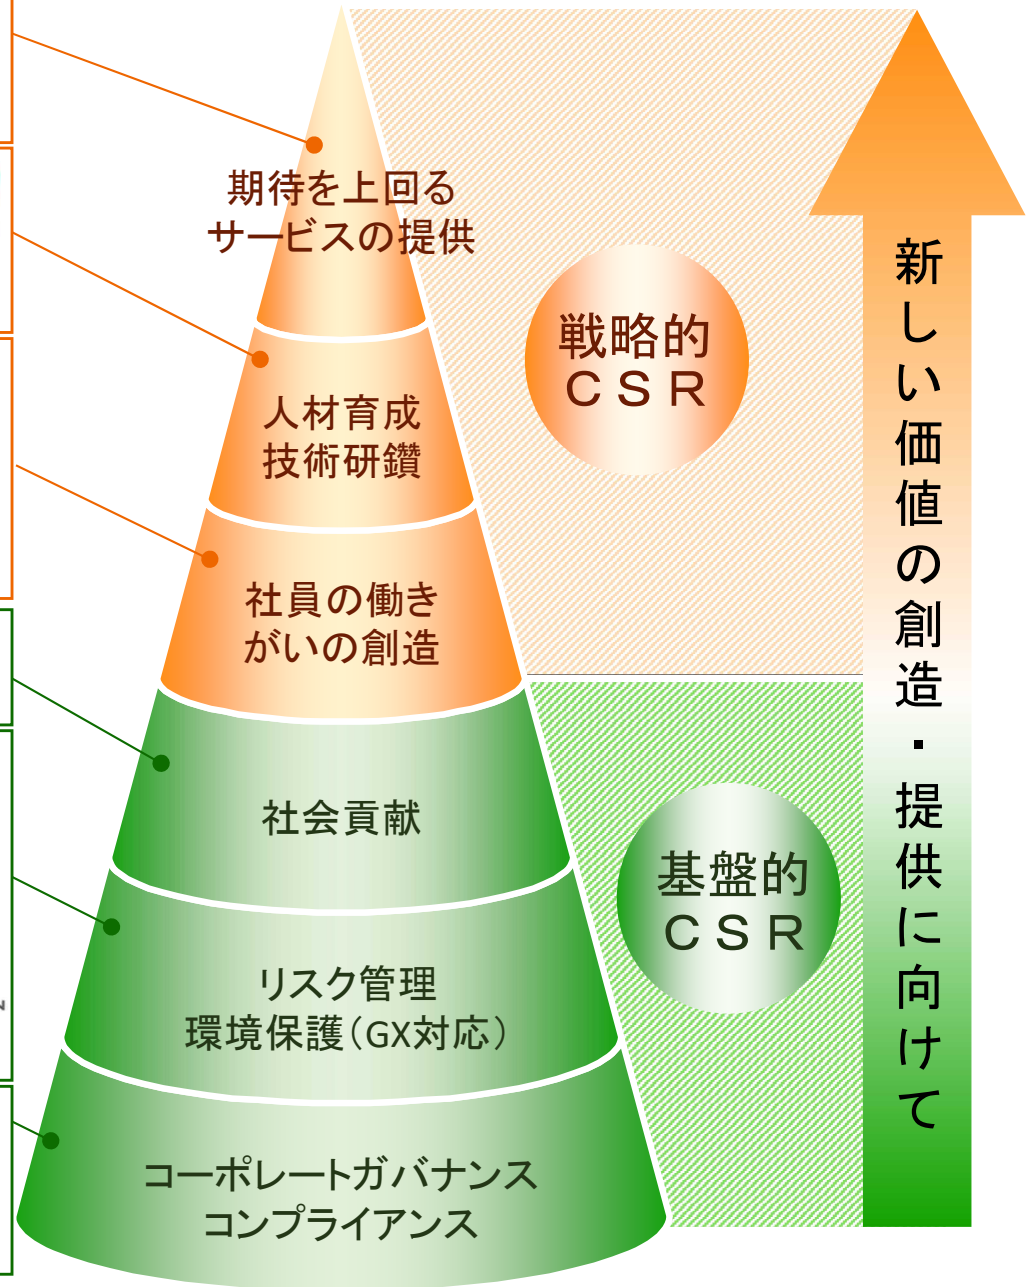 期待を上回る
サービスの提供
人材育成
技術研鑽
社員の働き
がいの創造
社会貢献
リスク管理
環境保護(GX対応)
コーポレートガバナンス
コンプライアンス
戦略的
CSR
基盤的
CSR
新しい価値の創造・提供に向けて